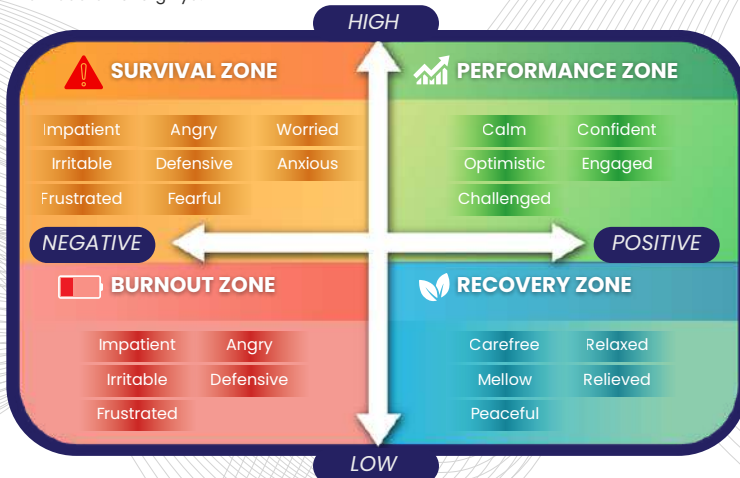 HIGH
SURVIVAL ZONE
Impatient Angry Worried
Irritable Defensive Anxious
Frustrated Fearful
PERFORMANCE ZONE
Calm Confident
Optimistic Engaged
Challenged
NEGATIVE
POSITIVE
BURNOUT ZONE
Impatient Angry
Irritable Defensive
Frustrated
RECOVERY ZONE
Carefree Relaxed
Mellow Relieved
Peaceful
LOW